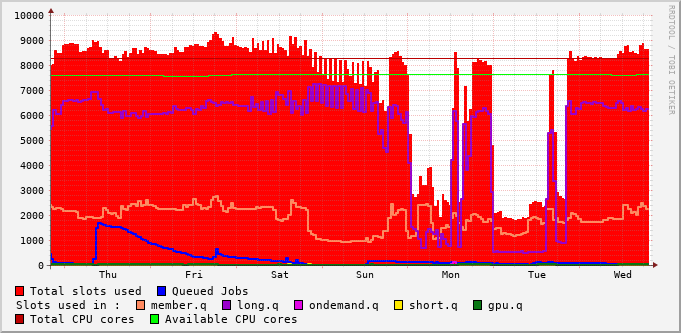 10000
9000
8000
7000
6000
5000
4000
3000
2000
1000
0
Thu Fri Sat Sun Mon Tue Wed
RRDTOOL / TOBI OETIKER
Total slots used Queued Jobs
Slots used in : member.q long.q ondemand.q short.q gpu.q
Total CPU cores Available CPU cores